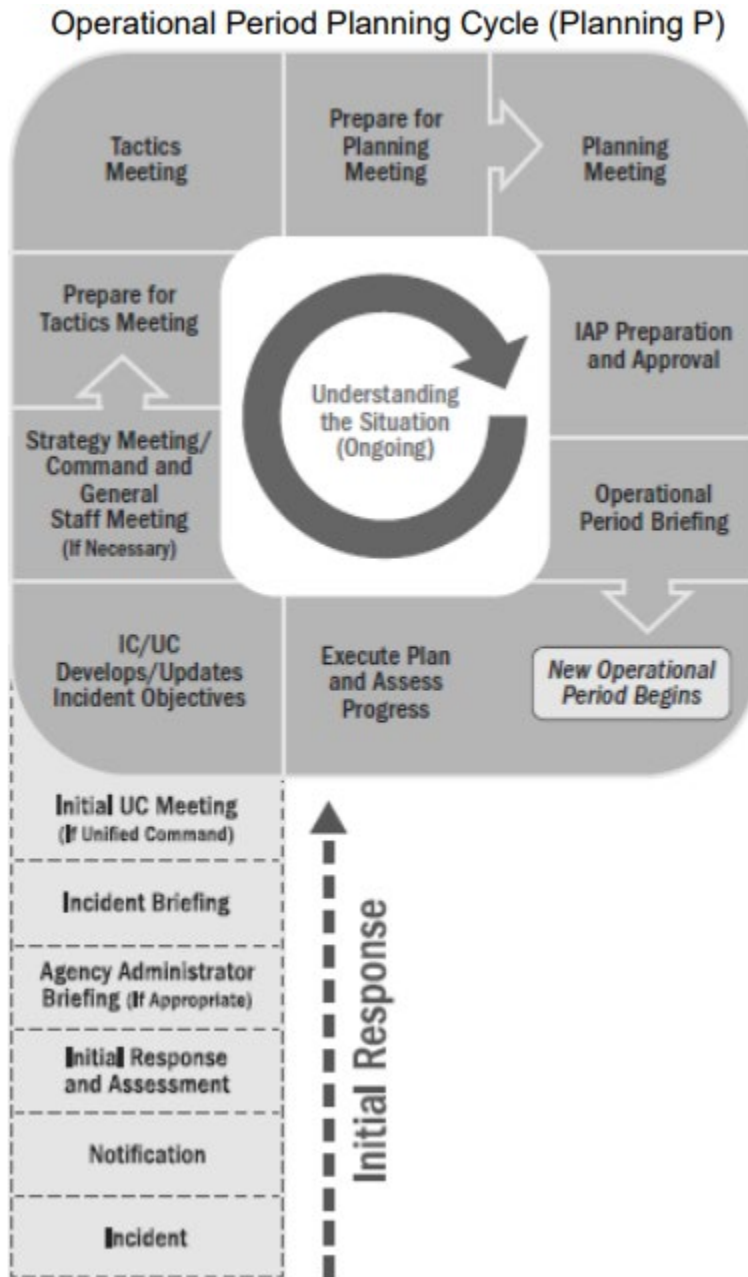 Operational Period Planning Cycle (Planning P)
Tactics
Meeting
Prepare for
Planning
Meeting
Planning
Meeting
Prepare for
Tactics Meeting
IAP Preparation
and Approval
Understanding
the Situation
(Ongoing)
Strategy Meeting/
Command and
General
Staff Meeting
(If Necessary)
Operational
Period Briefing
IC/UC
Develops/Updates
Incident Objectives
Execute Plan
and Assess
Progress
New Operational
Period Begins
Initial UC Meeting
(If Unified Command)
Incident Briefing
Agency Administrator
Briefing (If Appropriate)
Initial Response
and Assessment
Notification
Incident
Initial Response